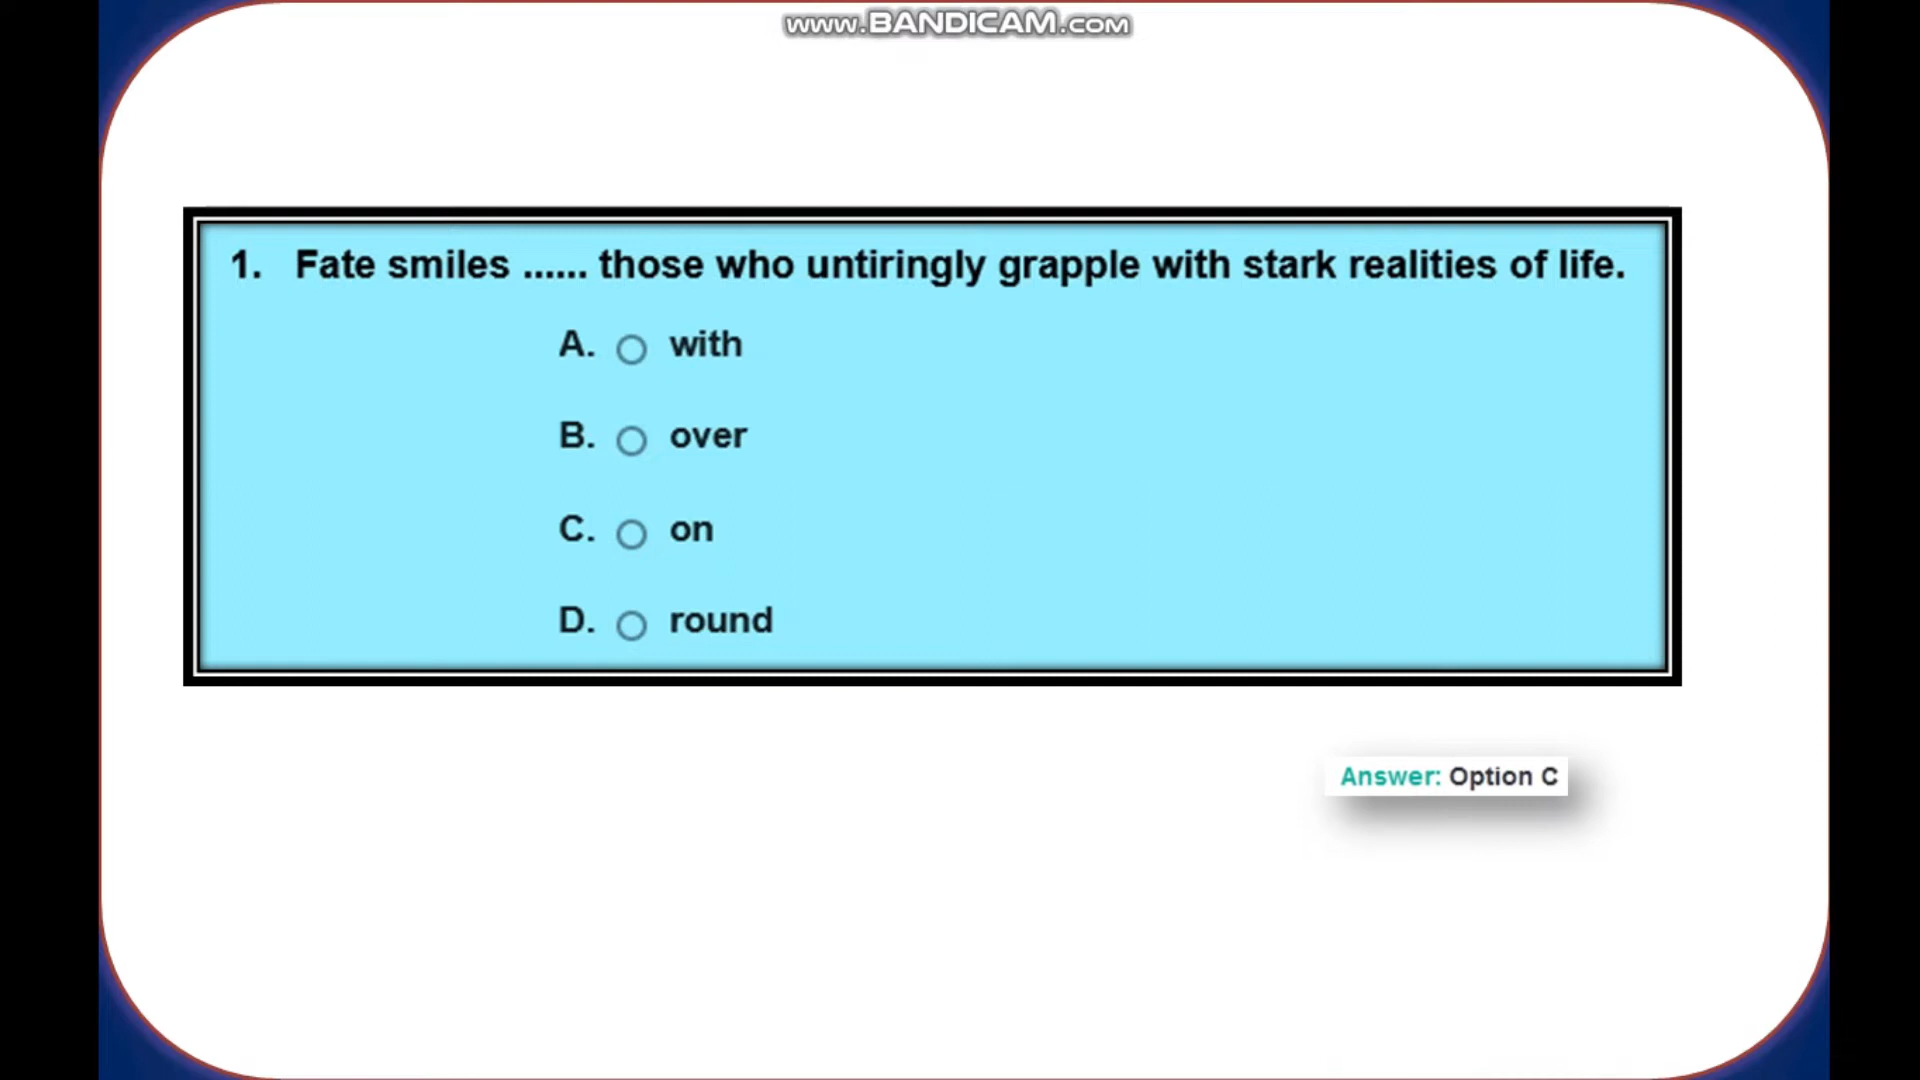 www.BANDICAM.com
1. Fate smiles ...... those who untiringly grapple with stark realities of life.
A. with
B. over
C. on
D. round
Answer: Option C